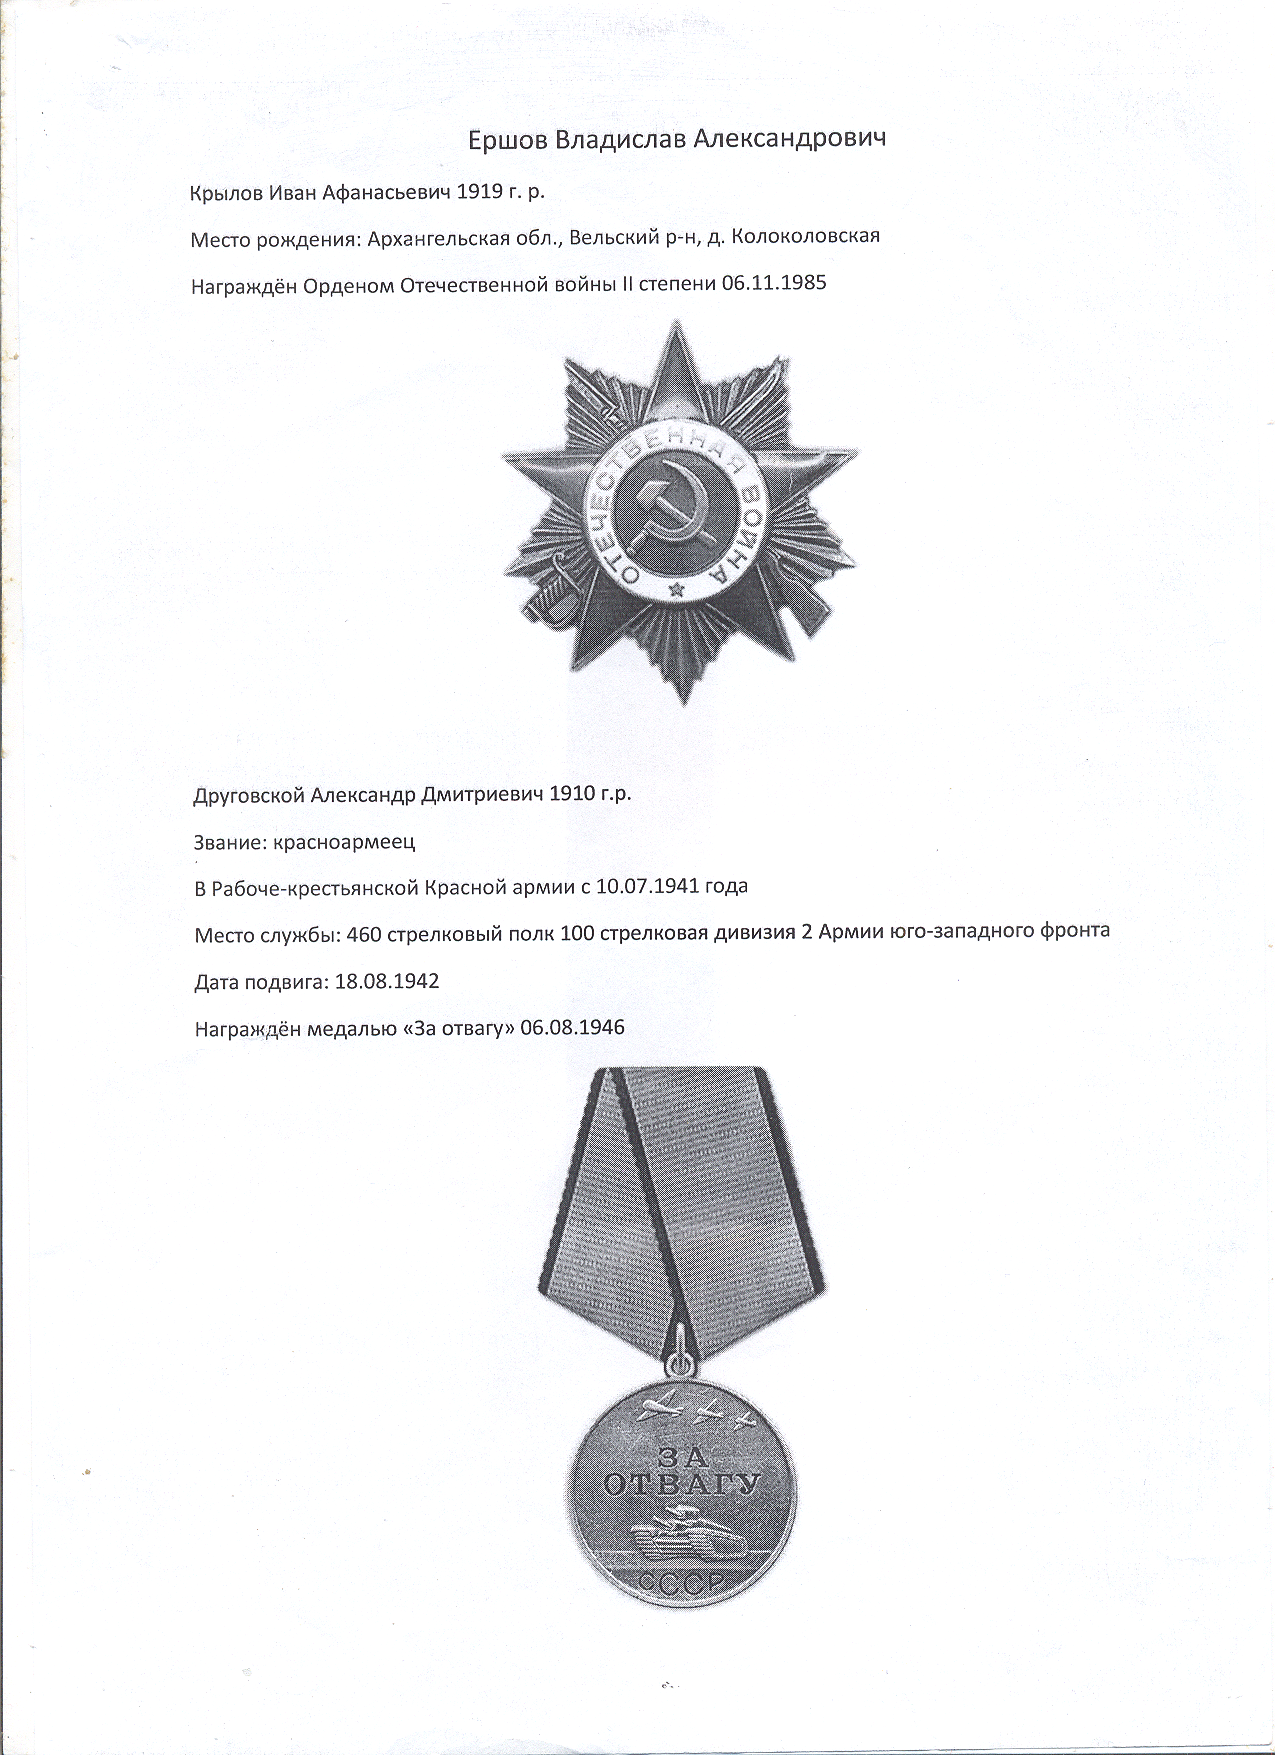 Ершов Владислав Александрович
Крылов Иван Афанасьевич 1919 г. р.
Место рождения: Архангельская обл., Вельский р-н, д. Колоколовская
Награждён Орденом Отечественной войны II степени 06.11.1985
ОТЕЧЕСТВЕННАЯ ВОЙНА
Друговской Александр Дмитриевич 1910 г.р.
Звание: красноармеец
В Рабоче-крестьянской Красной армии с 10.07.1941 года
Место службы: 460 стрелковый полк 100 стрелковая дивизия 2 Армии юго-западного фронта
Дата подвига: 18.08.1942
Награждён медалью «За отвагу» 06.08.1946
ЗА
ОТВАГУ
СССР